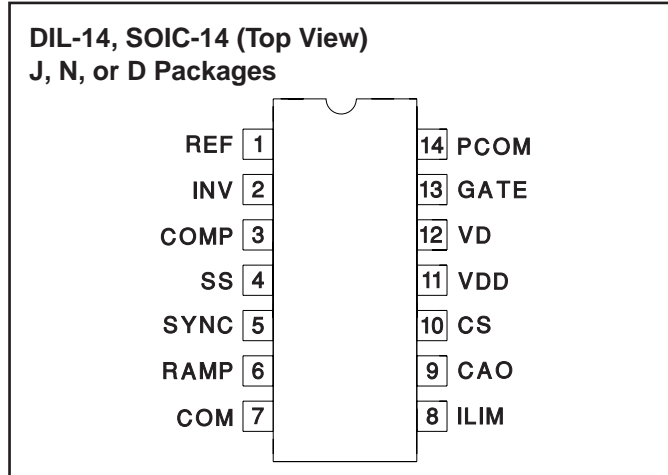 DIL-14, SOIC-14 (Top View)
J, N, or D Packages
REF 1 14 PCOM
INV 2 13 GATE
COMP 3 12 VD
SS 4 11 VDD
SYNC 5 10 CS
RAMP 6 9 CAO
COM 7 8 ILIM